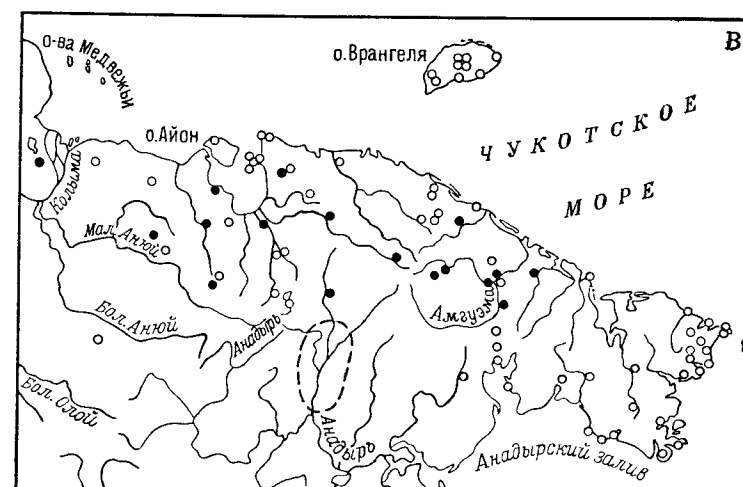 о-ва Медвежьи
о. Врангеля
В
о. Айон
ЧУКОТСКОЕ
МОРЕ
Колыма
Мал. Анюй
Бол. Анюй
Анадырь
Амгуэма
Бол. Олой
Анадырь
Анадырский залив